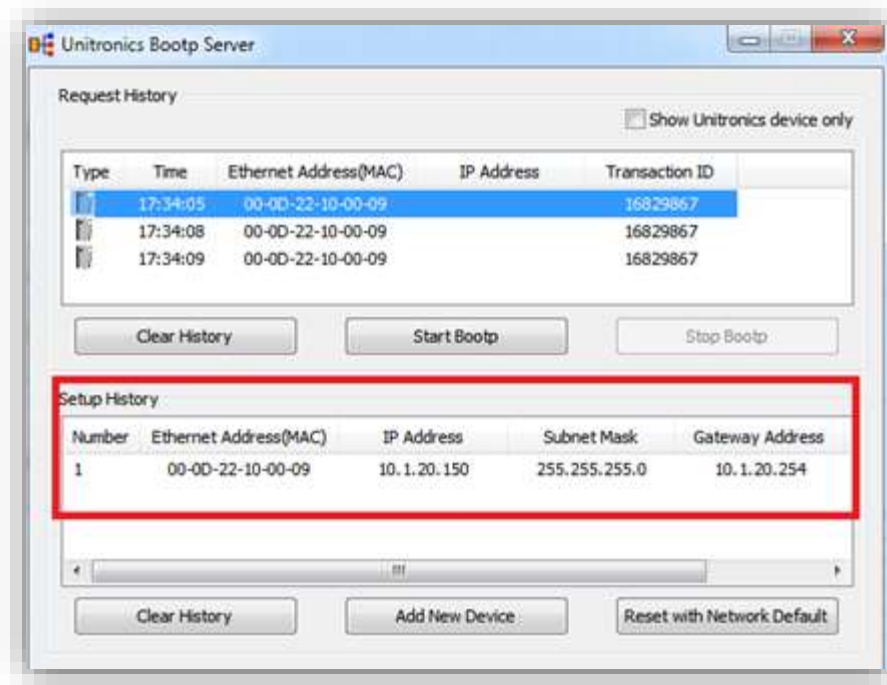 Unitronics Bootp Server
Request History
Show Unitronics device only
Type Time Ethernet Address(MAC) IP Address Transaction ID
17:34:05 00-0D-22-10-00-09 16829867
17:34:08 00-0D-22-10-00-09 16829867
17:34:09 00-0D-22-10-00-09 16829867
Clear History Start Bootp Stop Bootp
Setup History
Number Ethernet Address(MAC) IP Address Subnet Mask Gateway Address
1 00-0D-22-10-00-09 10.1.20.150 255.255.255.0 10.1.20.254
Clear History Add New Device Reset with Network Default